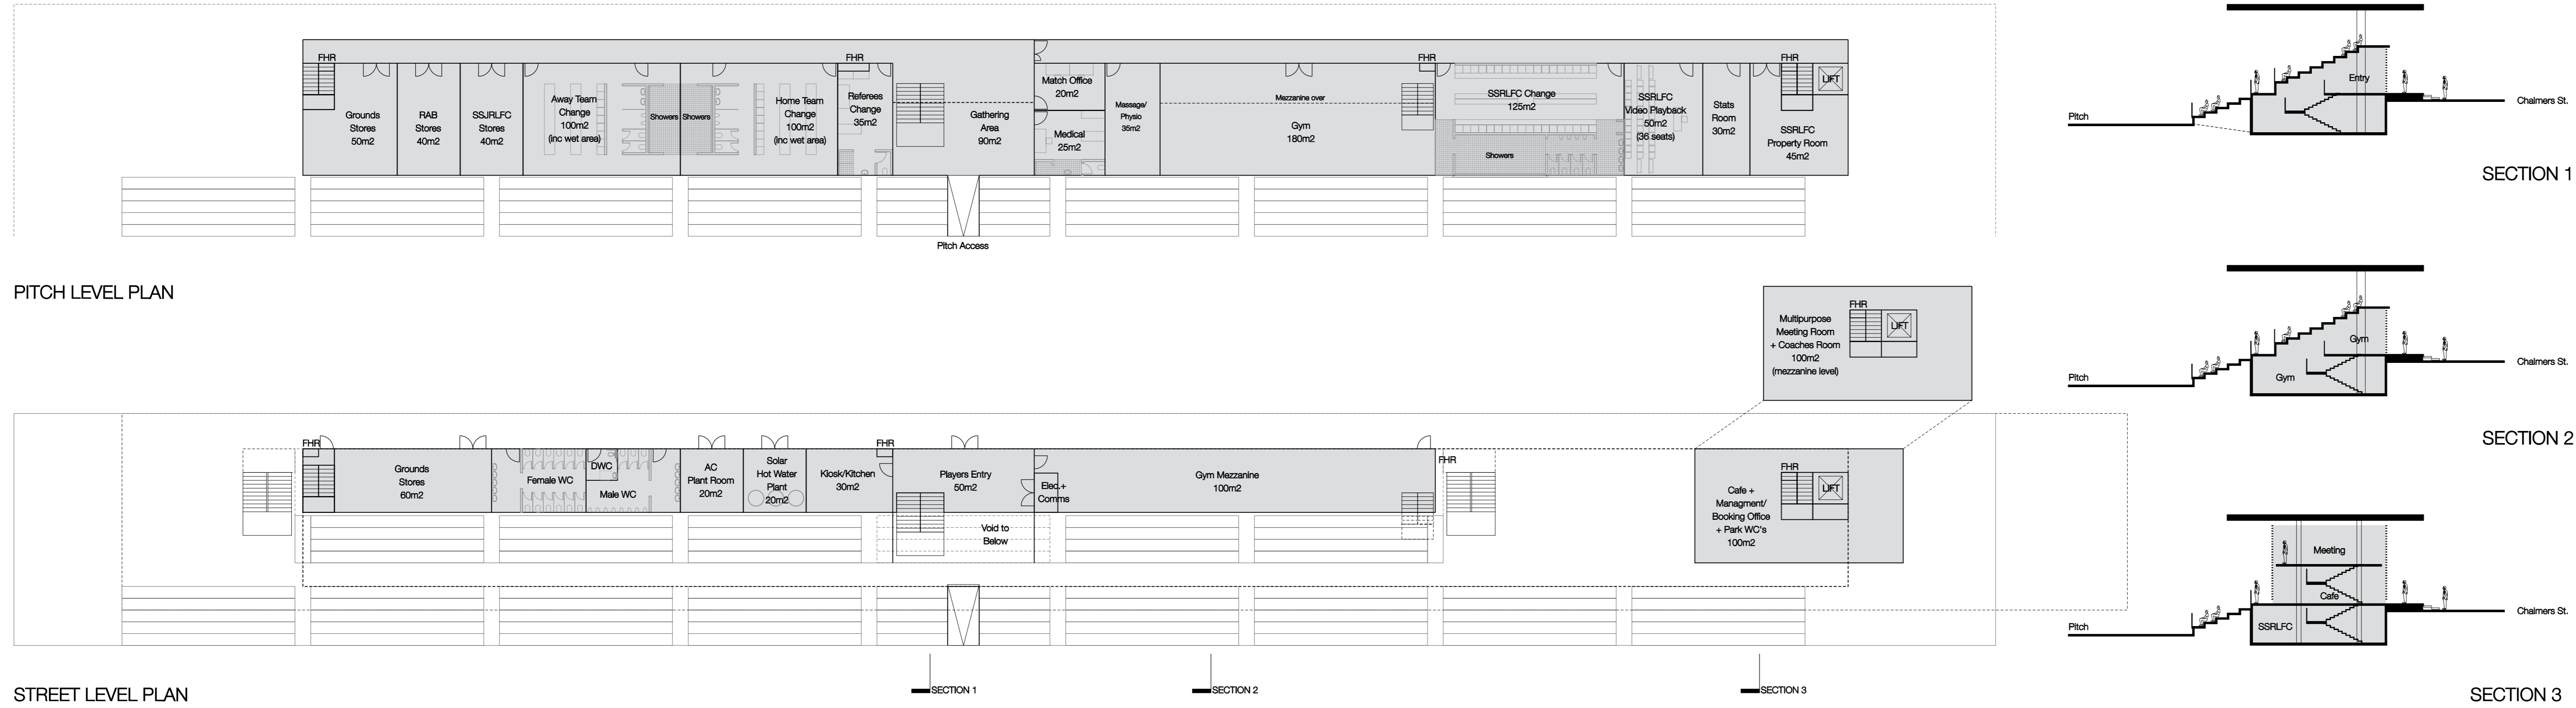 FHR
Grounds
Stores
50m2
RAB
Stores
40m2
SSJRLFC
Stores
40m2
Away Team
Change
100m2
(inc wet area)
Showers
Showers
Home Team
Change
100m2
(inc wet area)
FHR
Referees
Change
35m2
Gathering
Area
90m2
Match Office
20m2
Medical
25m2
Massage/
Physio
35m2
Mezzanine over
Gym
180m2
FHR
SSRLFC Change
125m2
Showers
SSRLFC
Video Playback
50m2
(36 seats)
Stats
Room
30m2
FHR
LIFT
SSRLFC
Property Room
45m2
Pitch Access
PITCH LEVEL PLAN
Entry
Chalmers St.
Pitch
SECTION 1
FHR
LIFT
Multipurpose
Meeting Room
+ Coaches Room
100m2
(mezzanine level)
Gym
Gym
Chalmers St.
Pitch
SECTION 2
FHR
Grounds
Stores
60m2
Female WC
DWC
Male WC
AC
Plant Room
20m2
Solar
Hot Water
Plant
20m2
FHR
Kiosk/Kitchen
30m2
Players Entry
50m2
Elec.+
Comms
Void to
Below
Gym Mezzanine
100m2
FHR
FHR
LIFT
Cafe +
Managment/
Booking Office
+ Park WC's
100m2
Meeting
Cafe
SSRLFC
Chalmers St.
Pitch
SECTION 3
SECTION 1
SECTION 2
SECTION 3
STREET LEVEL PLAN